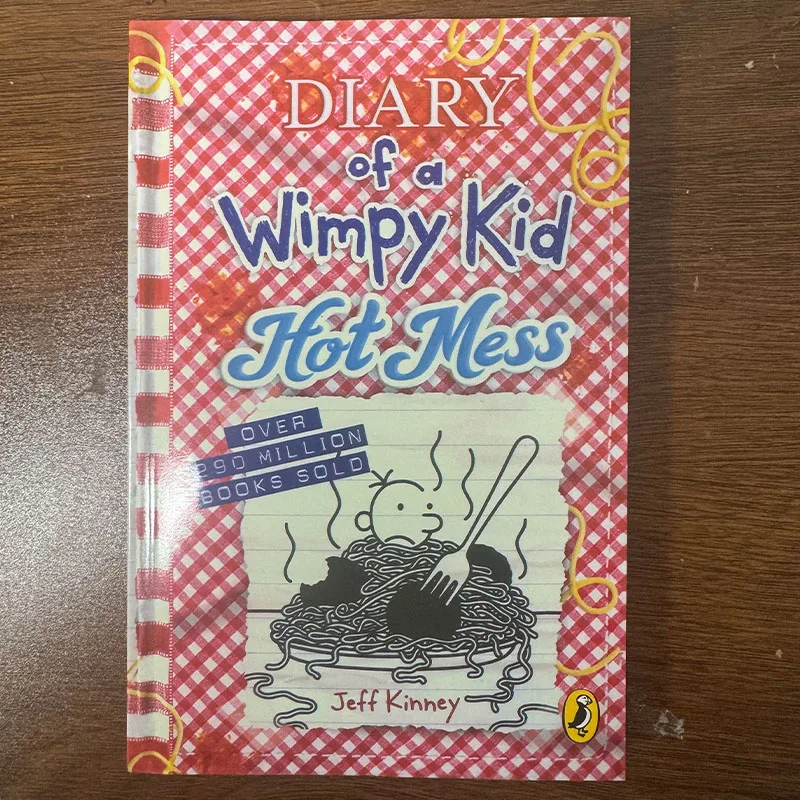 DIARY
of a
Wimpy Kid
Hot Mess
OVER
290 MILLION
BOOKS SOLD
Jeff Kinney